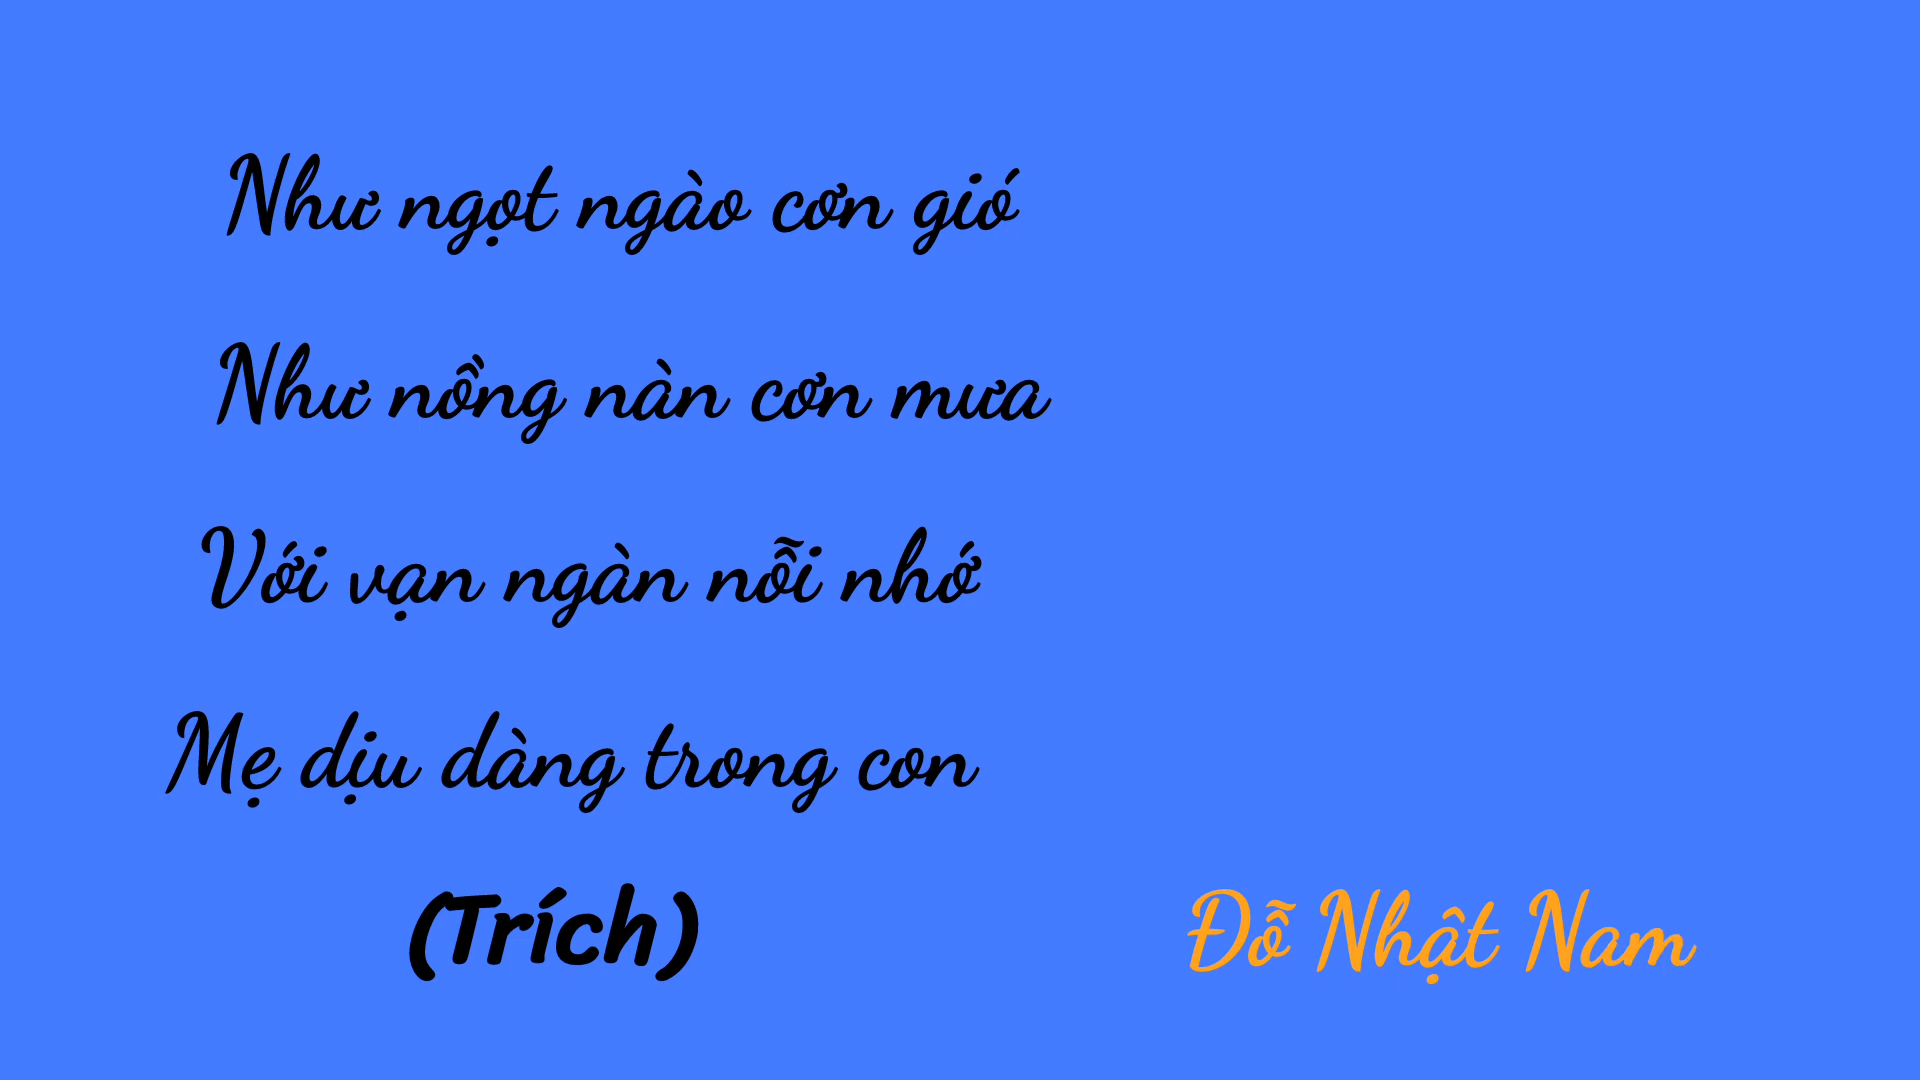 Như ngọt ngào cơn gió
Như nồng nàn cơn mưa
Với vạn ngàn nỗi nhớ
Mẹ dịu dàng trong con
(Trích)
Đỗ Nhật Nam